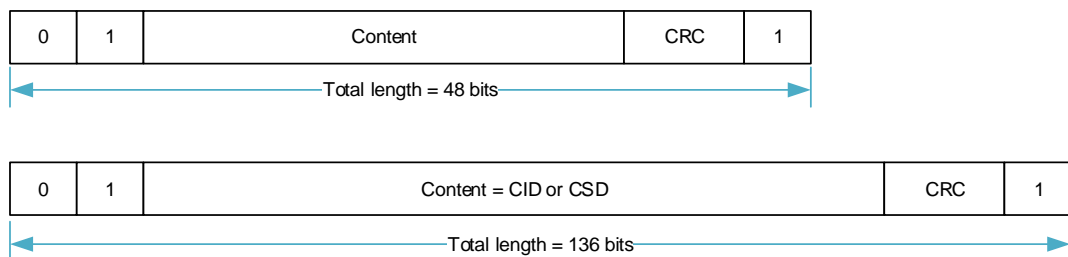 0 1 Content CRC 1
Total length = 48 bits
0 1 Content = CID or CSD CRC 1
Total length = 136 bits